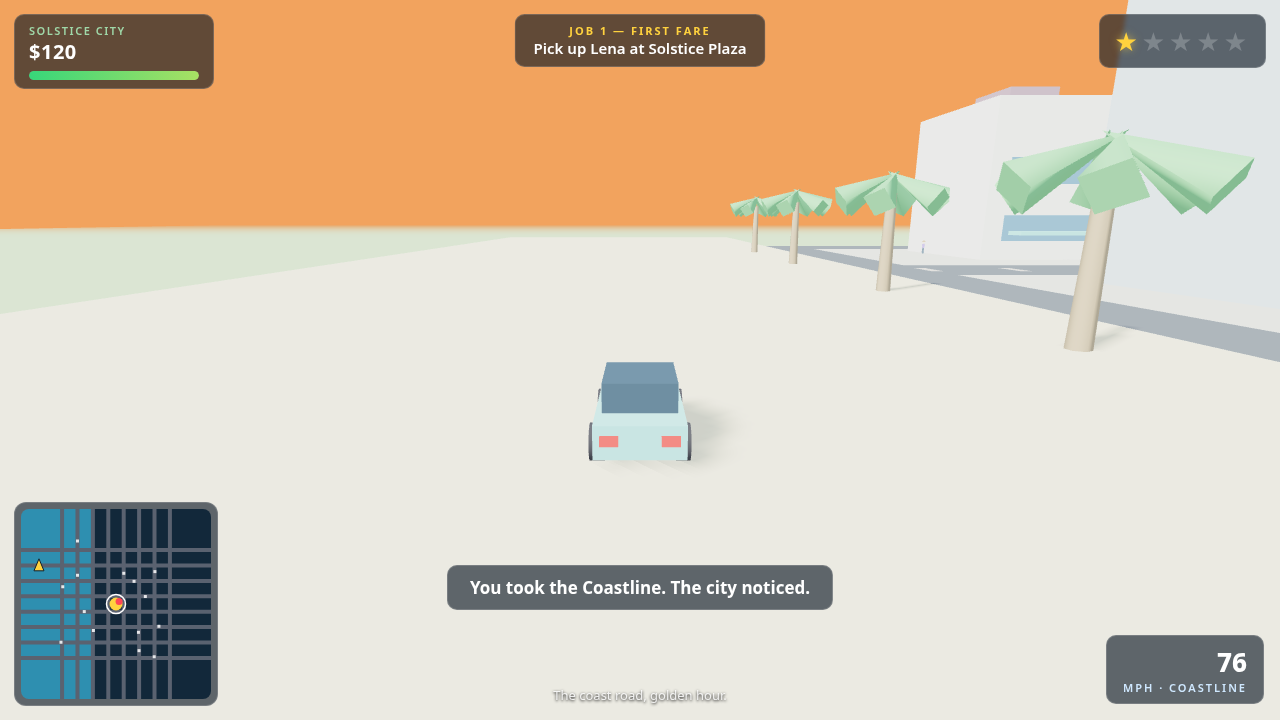 SOLSTICE CITY
$120
JOB 1 — FIRST FARE
Pick up Lena at Solstice Plaza
You took the Coastline. The city noticed.
The coast road, golden hour.
76
MPH · COASTLINE